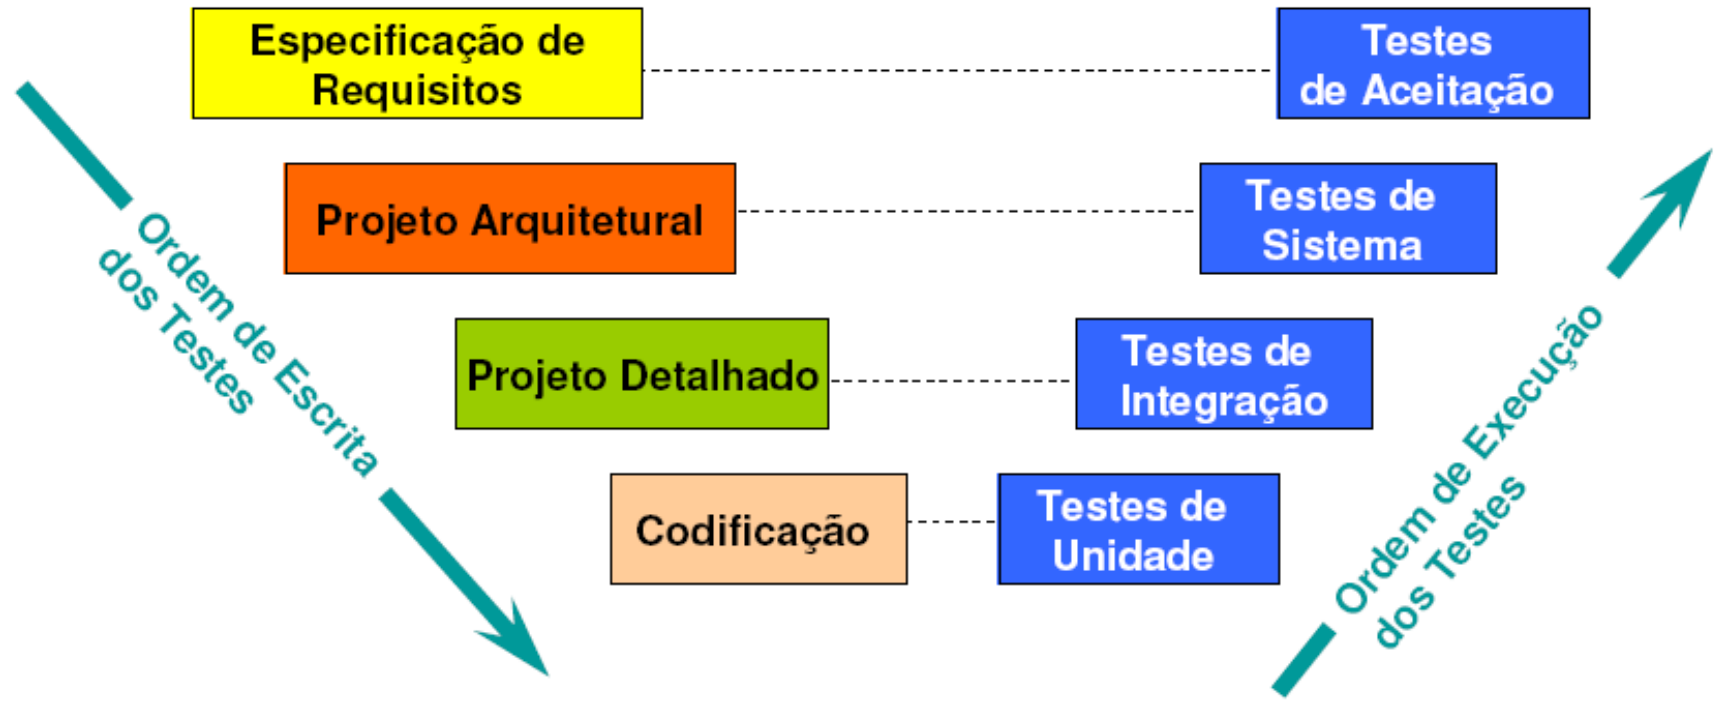 Especificação de
Requisitos
Testes
de Aceitação
Projeto Arquitetural
Testes de
Sistema
Projeto Detalhado
Testes de
Integração
Codificação
Testes de
Unidade
Ordem de Escrita
dos Testes
Ordem de Execução
dos Testes